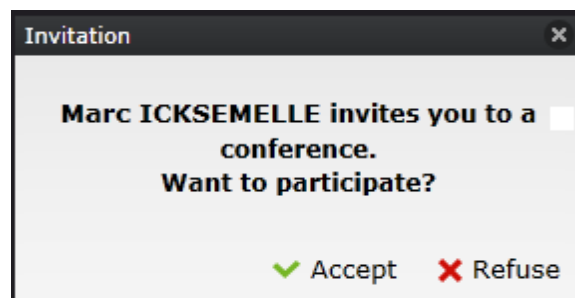 Invitation
Marc ICKSEMELLE invites you to a
conference.
Want to participate?
Accept Refuse